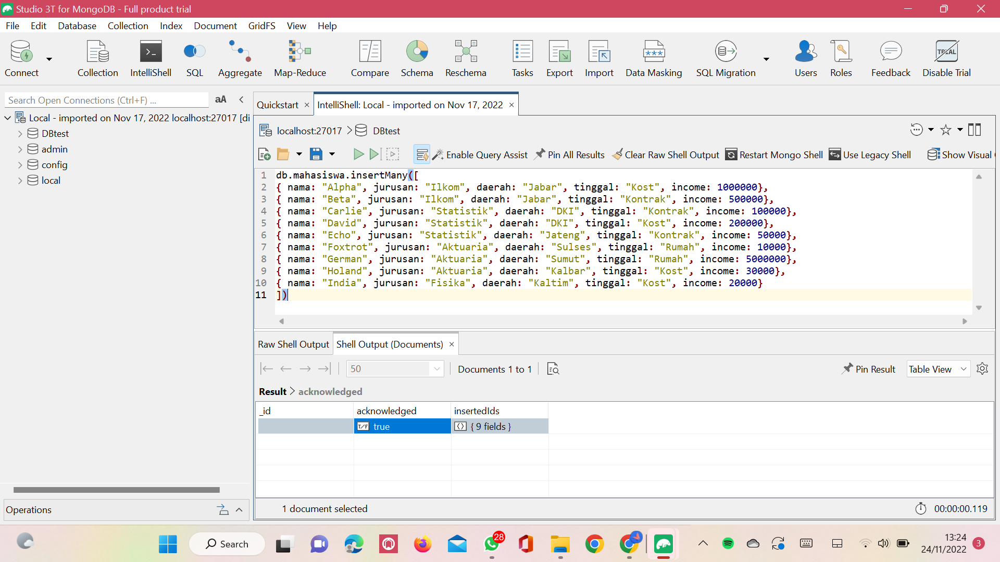 Studio 3T for MongoDB - Full product trial
File Edit Database Collection Index Document GridFS View Help
Connect Collection IntelliShell SQL Aggregate Map-Reduce Compare Schema Reschema Tasks Export Import Data Masking SQL Migration Users Roles Feedback Disable Trial
TRIAL
Search Open Connections (Ctrl+F) ... aA
Quickstart × IntelliShell: Local - imported on Nov 17, 2022 ×
Local - imported on Nov 17, 2022 localhost:27017 [di
DBtest
admin
config
local
localhost:27017 > DBtest
Enable Query Assist Pin All Results Clear Raw Shell Output Restart Mongo Shell Use Legacy Shell Show Visual
1 db.mahasiswa.insertMany([
2 { nama: "Alpha", jurusan: "Ilkom", daerah: "Jabar", tinggal: "Kost", income: 1000000},
3 { nama: "Beta", jurusan: "Ilkom", daerah: "Jabar", tinggal: "Kontrak", income: 500000},
4 { nama: "Carlie", jurusan: "Statistik", daerah: "DKI", tinggal: "Kontrak", income: 100000},
5 { nama: "David", jurusan: "Statistik", daerah: "DKI", tinggal: "Kost", income: 200000},
6 { nama: "Echo", jurusan: "Statistik", daerah: "Jateng", tinggal: "Kontrak", income: 50000},
7 { nama: "Foxtrot", jurusan: "Aktuaria", daerah: "Sulses", tinggal: "Rumah", income: 10000},
8 { nama: "German", jurusan: "Aktuaria", daerah: "Sumut", tinggal: "Rumah", income: 5000000},
9 { nama: "Holand", jurusan: "Aktuaria", daerah: "Kalbar", tinggal: "Kost", income: 30000},
10 { nama: "India", jurusan: "Fisika", daerah: "Kaltim", tinggal: "Kost", income: 20000}
11 ])
Raw Shell Output Shell Output (Documents) ×
50 Documents 1 to 1 Pin Result Table View
Result > acknowledged
_id acknowledged insertedIds
T/F true { 9 fields }
Operations
1 document selected 00:00:00.119
Search 28 13:24
24/11/2022 3